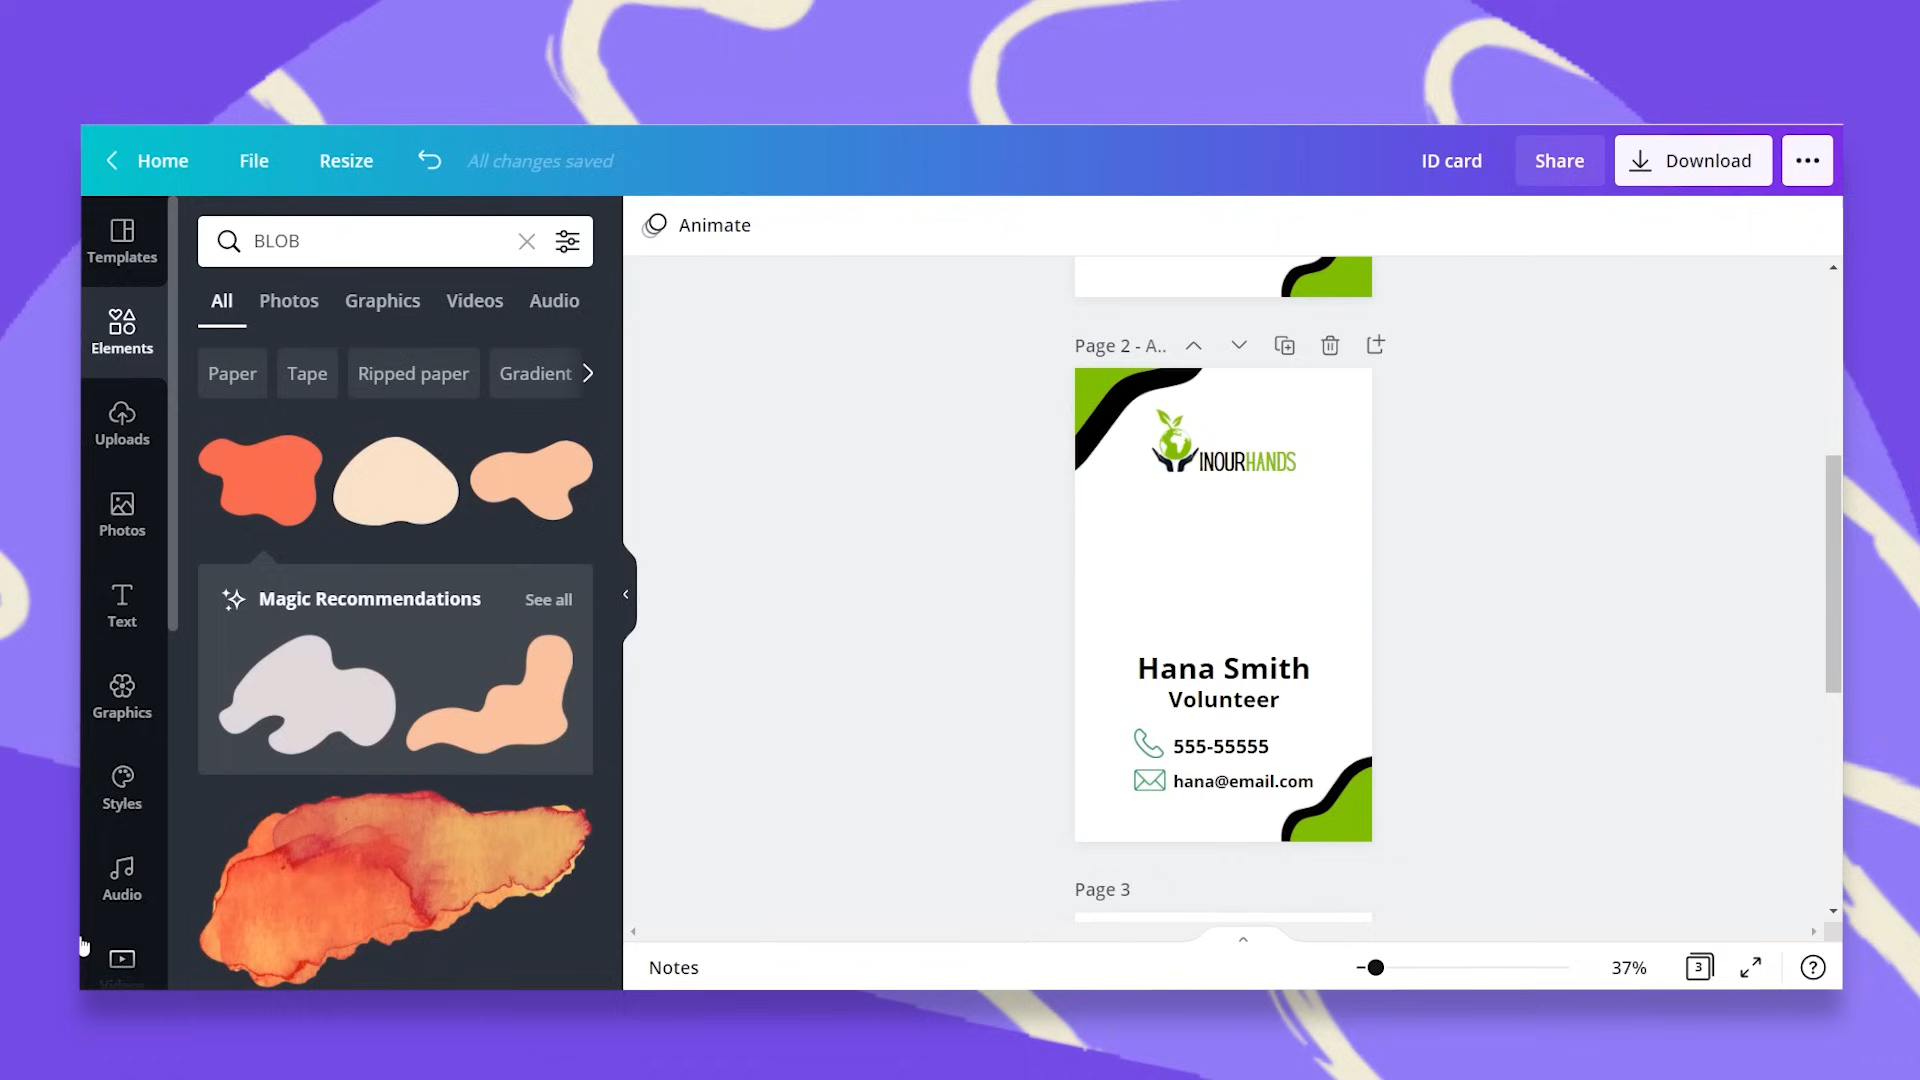 Home File Resize All changes saved ID card Share Download
Templates
Elements
Uploads
Photos
Text
Graphics
Styles
Audio
Videos
BLOB
All Photos Graphics Videos Audio
Paper Tape Ripped paper Gradient
Magic Recommendations See all
Animate
Page 2 - A..
INOURHANDS
Hana Smith
Volunteer
555-55555
hana@email.com
Page 3
Notes 37% 3 ?